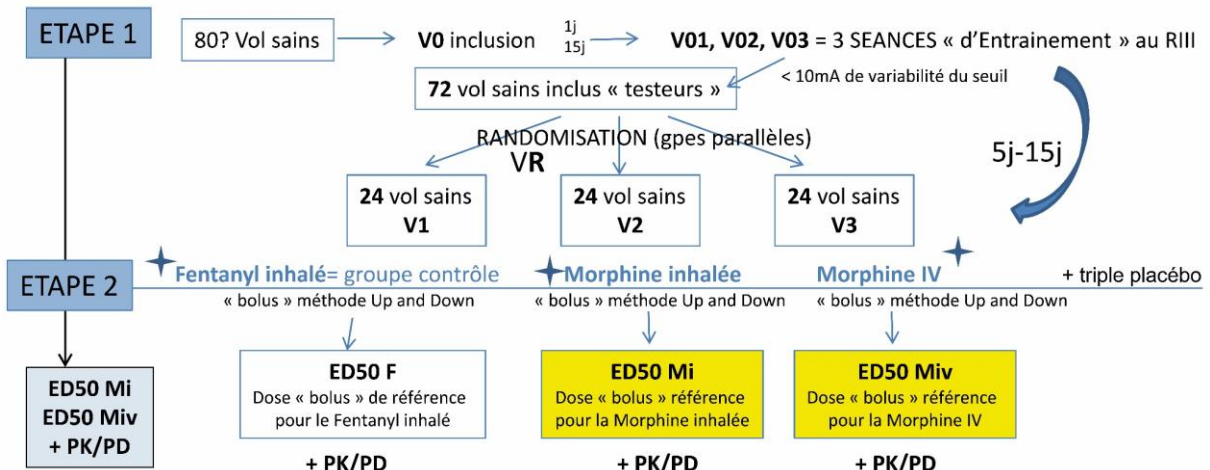 ETAPE 1
80? Vol sains
V0 inclusion
1j
15j
V01, V02, V03 = 3 SEANCES « d’Entrainement » au RIII
< 10mA de variabilité du seuil
72 vol sains inclus « testeurs »
RANDOMISATION (gpes parallèles)
VR
5j-15j
24 vol sains
V1
24 vol sains
V2
24 vol sains
V3
ETAPE 2
Fentanyl inhalé= groupe contrôle
« bolus » méthode Up and Down
Morphine inhalée
« bolus » méthode Up and Down
Morphine IV
« bolus » méthode Up and Down
+ triple placébo
ED50 Mi
ED50 Miv
+ PK/PD
ED50 F
Dose « bolus » de référence
pour le Fentanyl inhalé
+ PK/PD
ED50 Mi
Dose « bolus » référence
pour la Morphine inhalée
+ PK/PD
ED50 Miv
Dose « bolus » référence
pour la Morphine IV
+ PK/PD